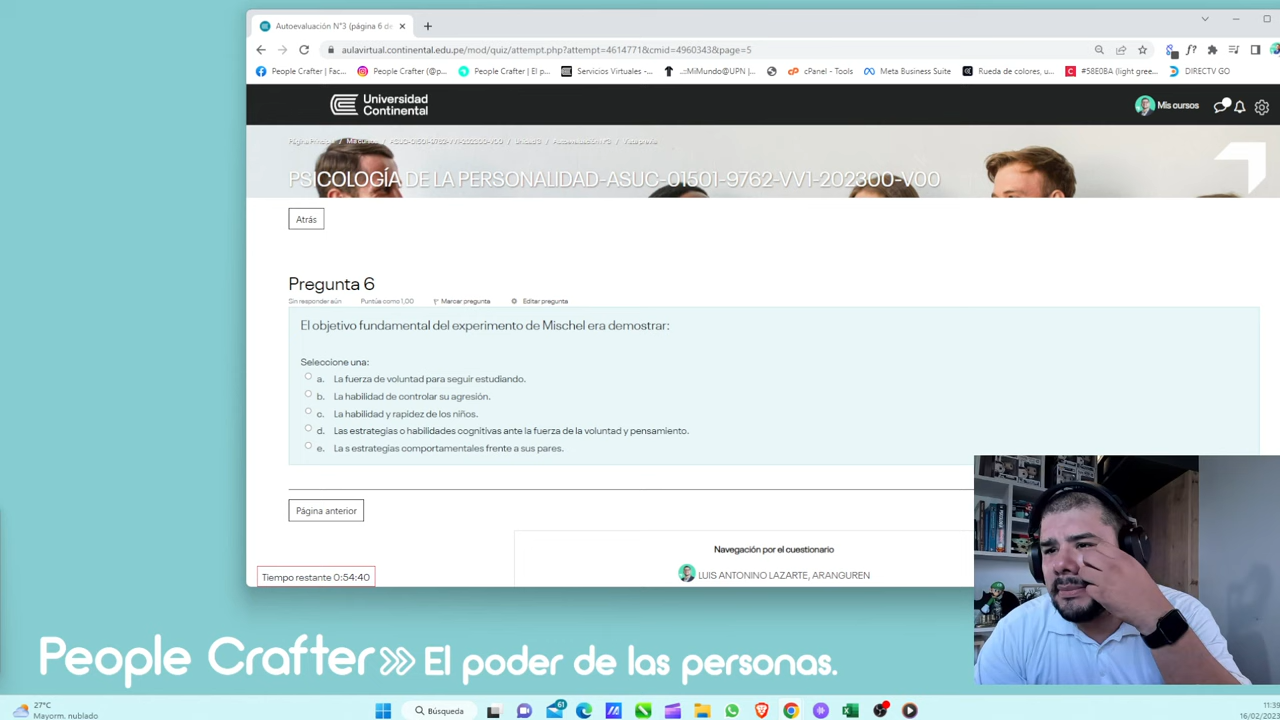 Autoevaluación N°3 (página 6 de
aulavirtual.continental.edu.pe/mod/quiz/attempt.php?attempt=4614771&cmid=4960343&page=5
People Crafter | Fac... People Crafter (@p... People Crafter | El p... Servicios Virtuales -... ..::MiMundo@UPN |... cPanel - Tools Meta Business Suite Rueda de colores, u... #58E0BA (light gree... DIRECTV GO
Universidad
Continental
Mis cursos
PSICOLOGÍA DE LA PERSONALIDAD-ASUC-01501-9762-VV1-202300-V00
Atrás
Pregunta 6
Sin responder aún Puntúa como 1,00 Marcar pregunta Editar pregunta
El objetivo fundamental del experimento de Mischel era demostrar:
Seleccione una:
a. La fuerza de voluntad para seguir estudiando.
b. La habilidad de controlar su agresión.
c. La habilidad y rapidez de los niños.
d. Las estrategias o habilidades cognitivas ante la fuerza de la voluntad y pensamiento.
e. La s estrategias comportamentales frente a sus pares.
Página anterior
Navegación por el cuestionario
LUIS ANTONINO LAZARTE, ARANGUREN
Tiempo restante 0:54:40
People Crafter» El poder de las personas.
27°C
Mayorm. nublado
Búsqueda
61
11:39
16/02/2023